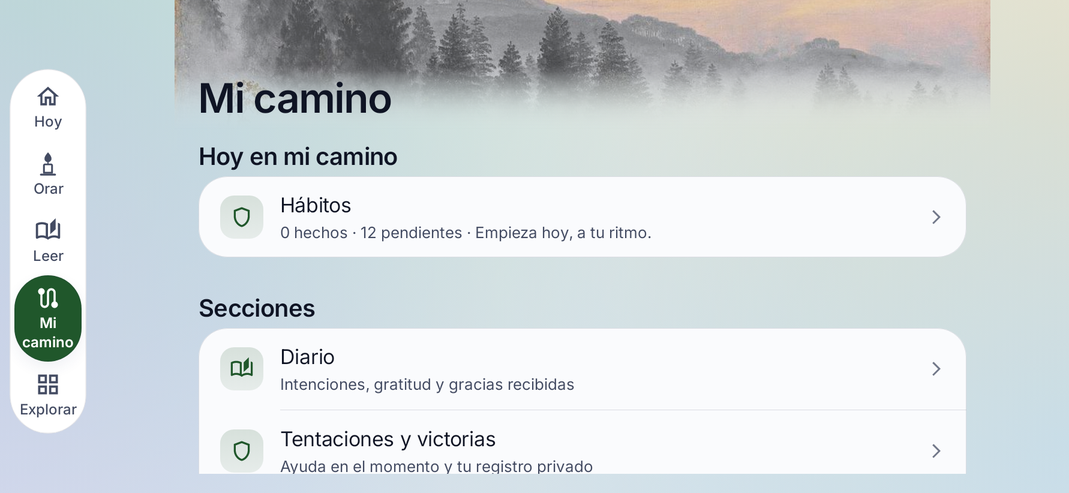 Mi camino
Hoy en mi camino
Hábitos
0 hechos · 12 pendientes · Empieza hoy, a tu ritmo.
Secciones
Diario
Intenciones, gratitud y gracias recibidas
Tentaciones y victorias
Ayuda en el momento y tu registro privado
Hoy
Orar
Leer
Mi
camino
Explorar